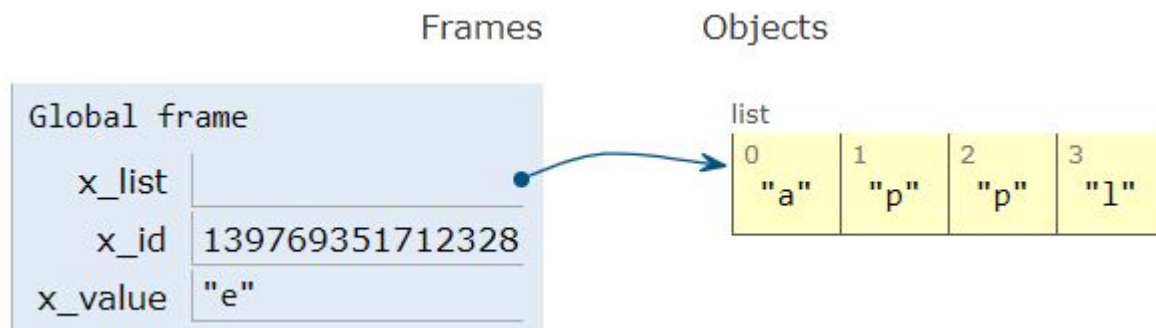 Frames Objects
Global frame
x_list
x_id 139769351712328
x_value "e"
list
0 1 2 3
"a" "p" "p" "l"